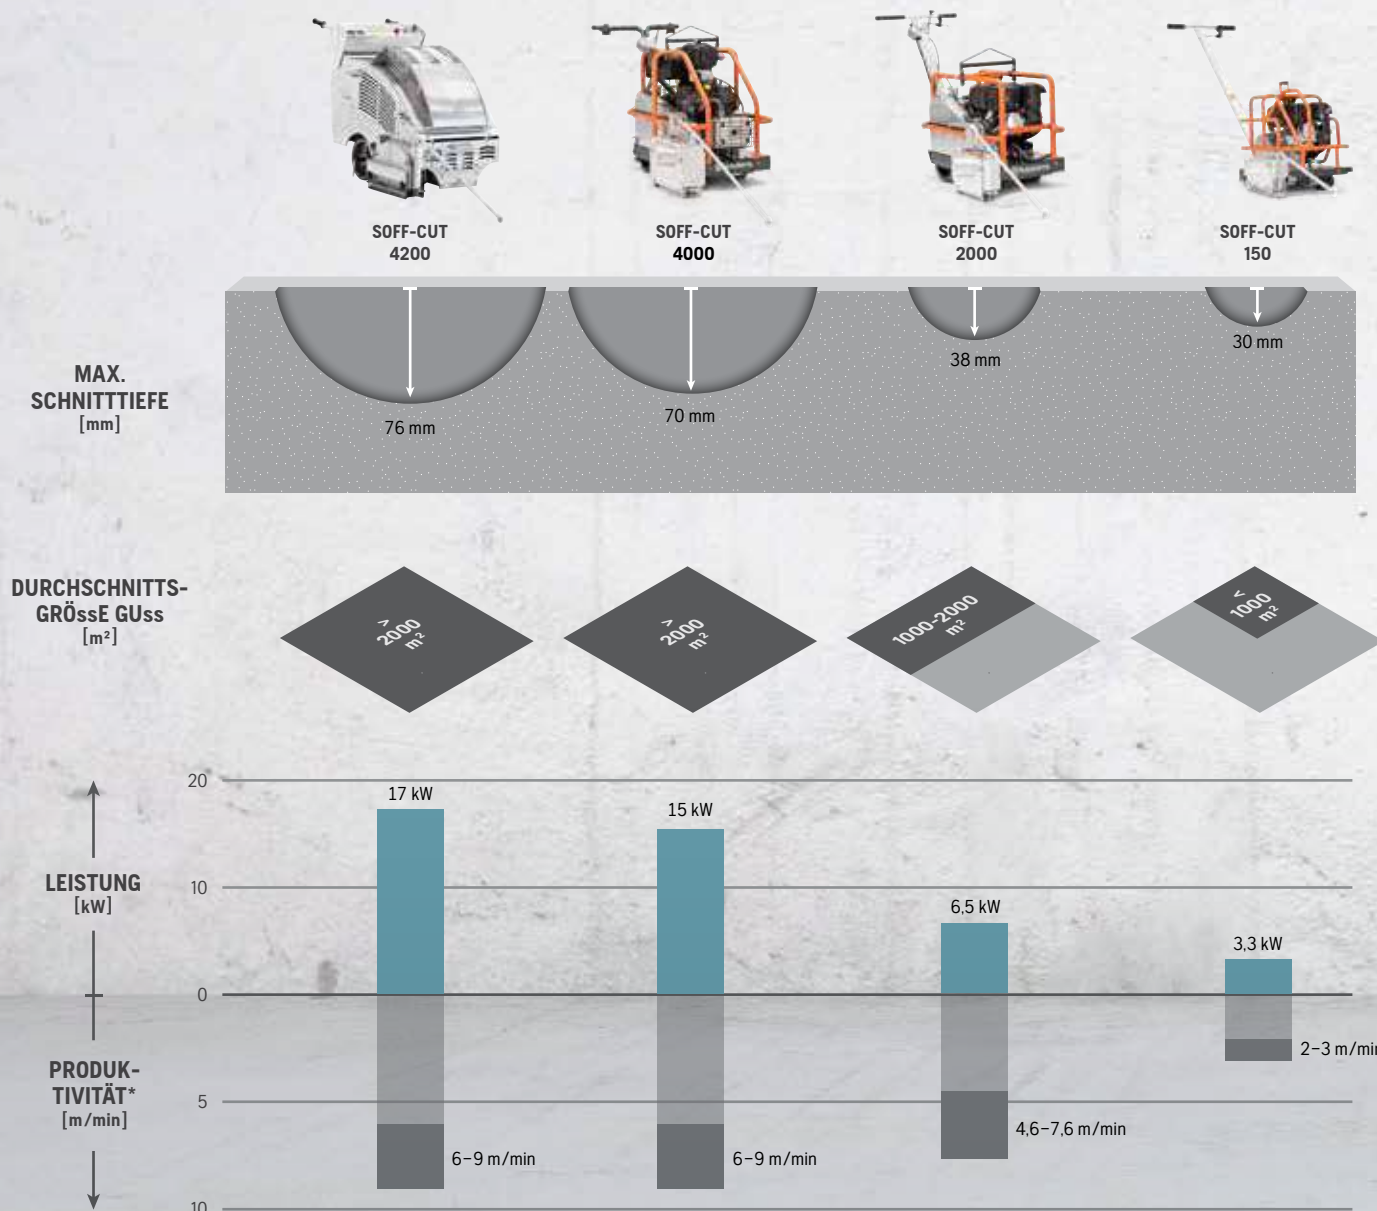 SOFF-CUT
4200
SOFF-CUT
4000
SOFF-CUT
2000
SOFF-CUT
150
MAX.
SCHNITTTIEFE
[mm]
76 mm
70 mm
38 mm
30 mm
DURCHSCHNITTS-
GRÖssE GUss
[m²]
>
2000
m²
>
2000
m²
1000-2000
m²
<
1000
m²
20
10
0
5
10
LEISTUNG
[kW]
17 kW
15 kW
6,5 kW
3,3 kW
PRODUK-
TIVITÄT*
[m/min]
6–9 m/min
6–9 m/min
4,6–7,6 m/min
2–3 m/min